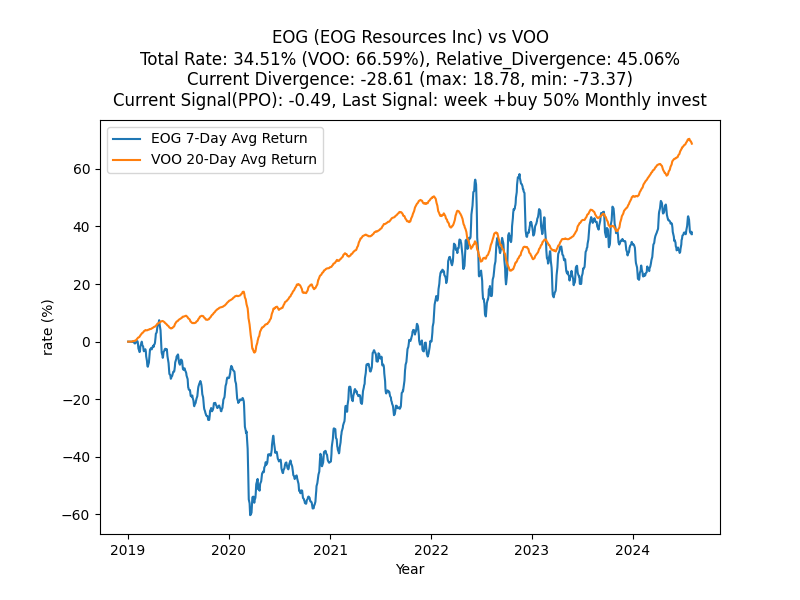 EOG (EOG Resources Inc) vs VOO
Total Rate: 34.51% (VOO: 66.59%), Relative_Divergence: 45.06%
Current Divergence: -28.61 (max: 18.78, min: -73.37)
Current Signal(PPO): -0.49, Last Signal: week +buy 50% Monthly invest
EOG 7-Day Avg Return
VOO 20-Day Avg Return
60
40
20
0
−20
−40
−60
rate (%)
2019 2020 2021 2022 2023 2024
Year